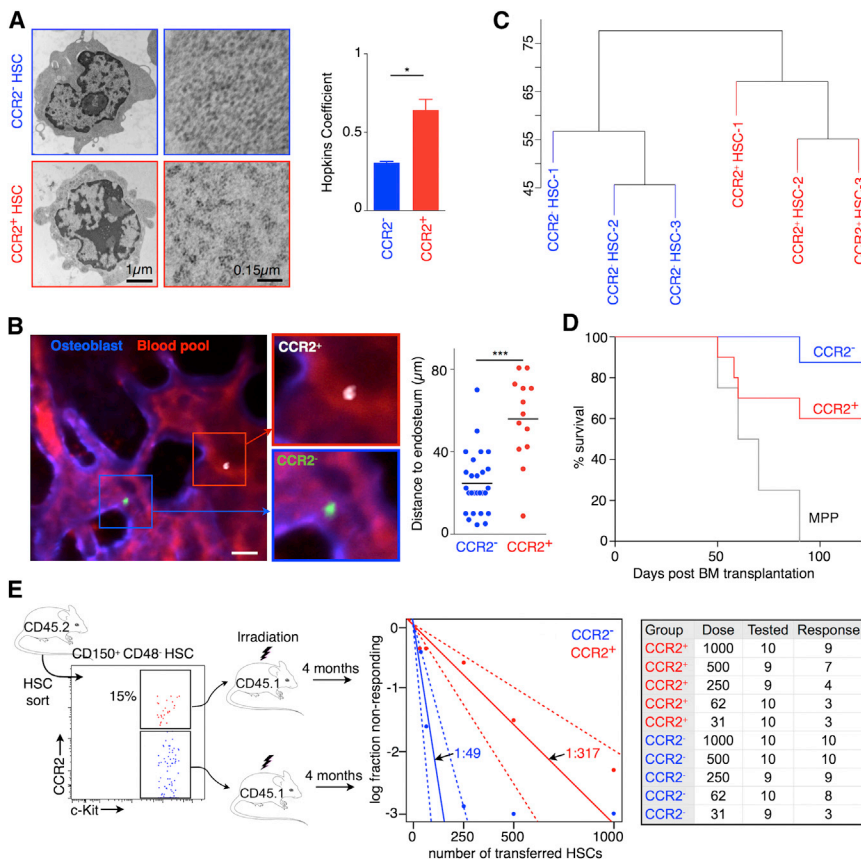 A
CCR2⁻ HSC
CCR2⁺ HSC
1µm
0.15µm
Hopkins Coefficient
1
0.5
0
*
CCR2⁻
CCR2⁺
C
75
65
55
45
CCR2⁻ HSC-1
CCR2⁻ HSC-2
CCR2⁻ HSC-3
CCR2⁺ HSC-1
CCR2⁺ HSC-2
CCR2⁺ HSC-3
B
Osteoblast Blood pool
CCR2⁺
CCR2⁻
Distance to endosteum (µm)
80
40
0
***
CCR2⁻ CCR2⁺
D
% survival
100
80
60
40
20
0
CCR2⁻
CCR2⁺
MPP
0 50 100
Days post BM transplantation
E
CD45.2
HSC
sort
CD150⁺ CD48⁻ HSC
15%
CCR2
c-Kit
Irradiation
CD45.1
4 months
CD45.1
4 months
log fraction non-responding
0
-1
-2
-3
CCR2⁻
CCR2⁺
1:49
1:317
0 250 500 1000
number of transferred HSCs
Group Dose Tested Response
CCR2⁺ 1000 10 9
CCR2⁺ 500 9 7
CCR2⁺ 250 9 4
CCR2⁺ 62 10 3
CCR2⁺ 31 10 3
CCR2⁻ 1000 10 10
CCR2⁻ 500 10 10
CCR2⁻ 250 9 9
CCR2⁻ 62 10 8
CCR2⁻ 31 9 3